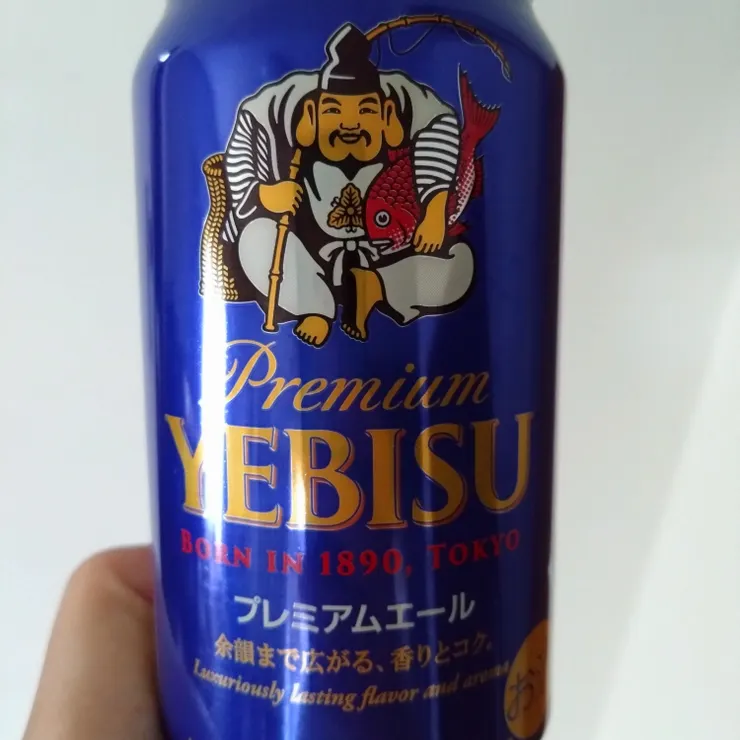 Premium
YEBISU
BORN IN 1890, TOKYO
プレミアムエール
余韻まで広がる、香りとコク。
Luxuriously lasting flavor and aroma